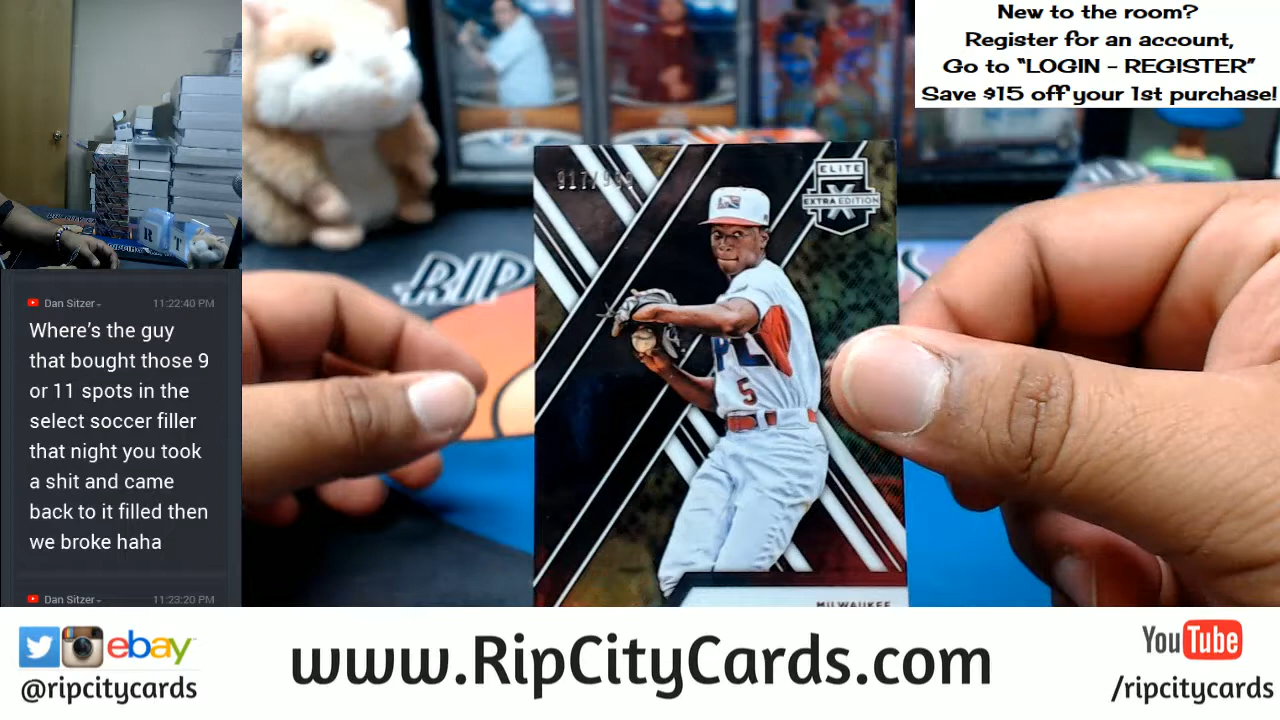 New to the room?
Register for an account,
Go to "LOGIN - REGISTER"
Save $15 off your 1st purchase!
Dan Sitzer
11:22:40 PM
Where's the guy
that bought those 9
or 11 spots in the
select soccer filler
that night you took
a shit and came
back to it filled then
we broke haha
Dan Sitzer
11:23:20 PM
RIP
ELITE
X
EXTRA EDITION
5
MILWAUKEE
ebay
@ripcitycards
www.RipCityCards.com
YouTube
/ripcitycards